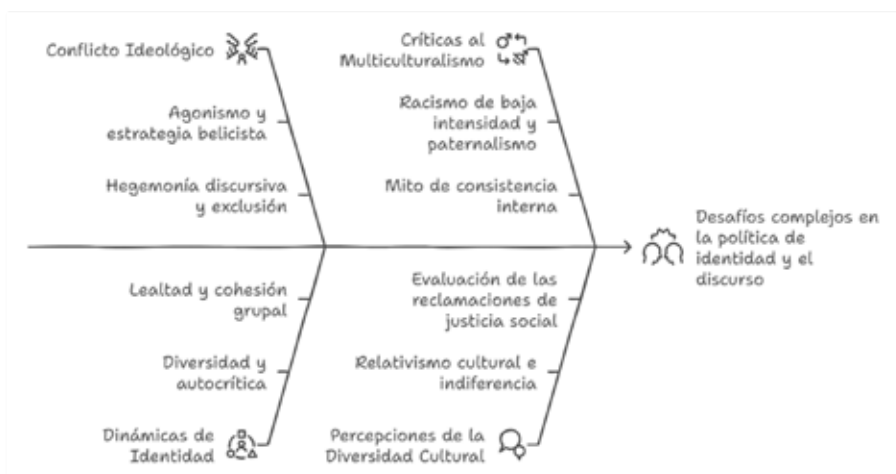 Conflicto Ideológico
Agonismo y
estrategia belicista
Hegemonía discursiva
y exclusión
Críticas al
Multiculturalismo
Racismo de baja
intensidad y
paternalismo
Mito de consistencia
interna
Desafíos complejos en
la política de
identidad y el
discurso
Lealtad y cohesión
grupal
Diversidad y
autocrítica
Dinámicas de
Identidad
Evaluación de las
reclamaciones de
justicia social
Relativismo cultural e
indiferencia
Percepciones de la
Diversidad Cultural